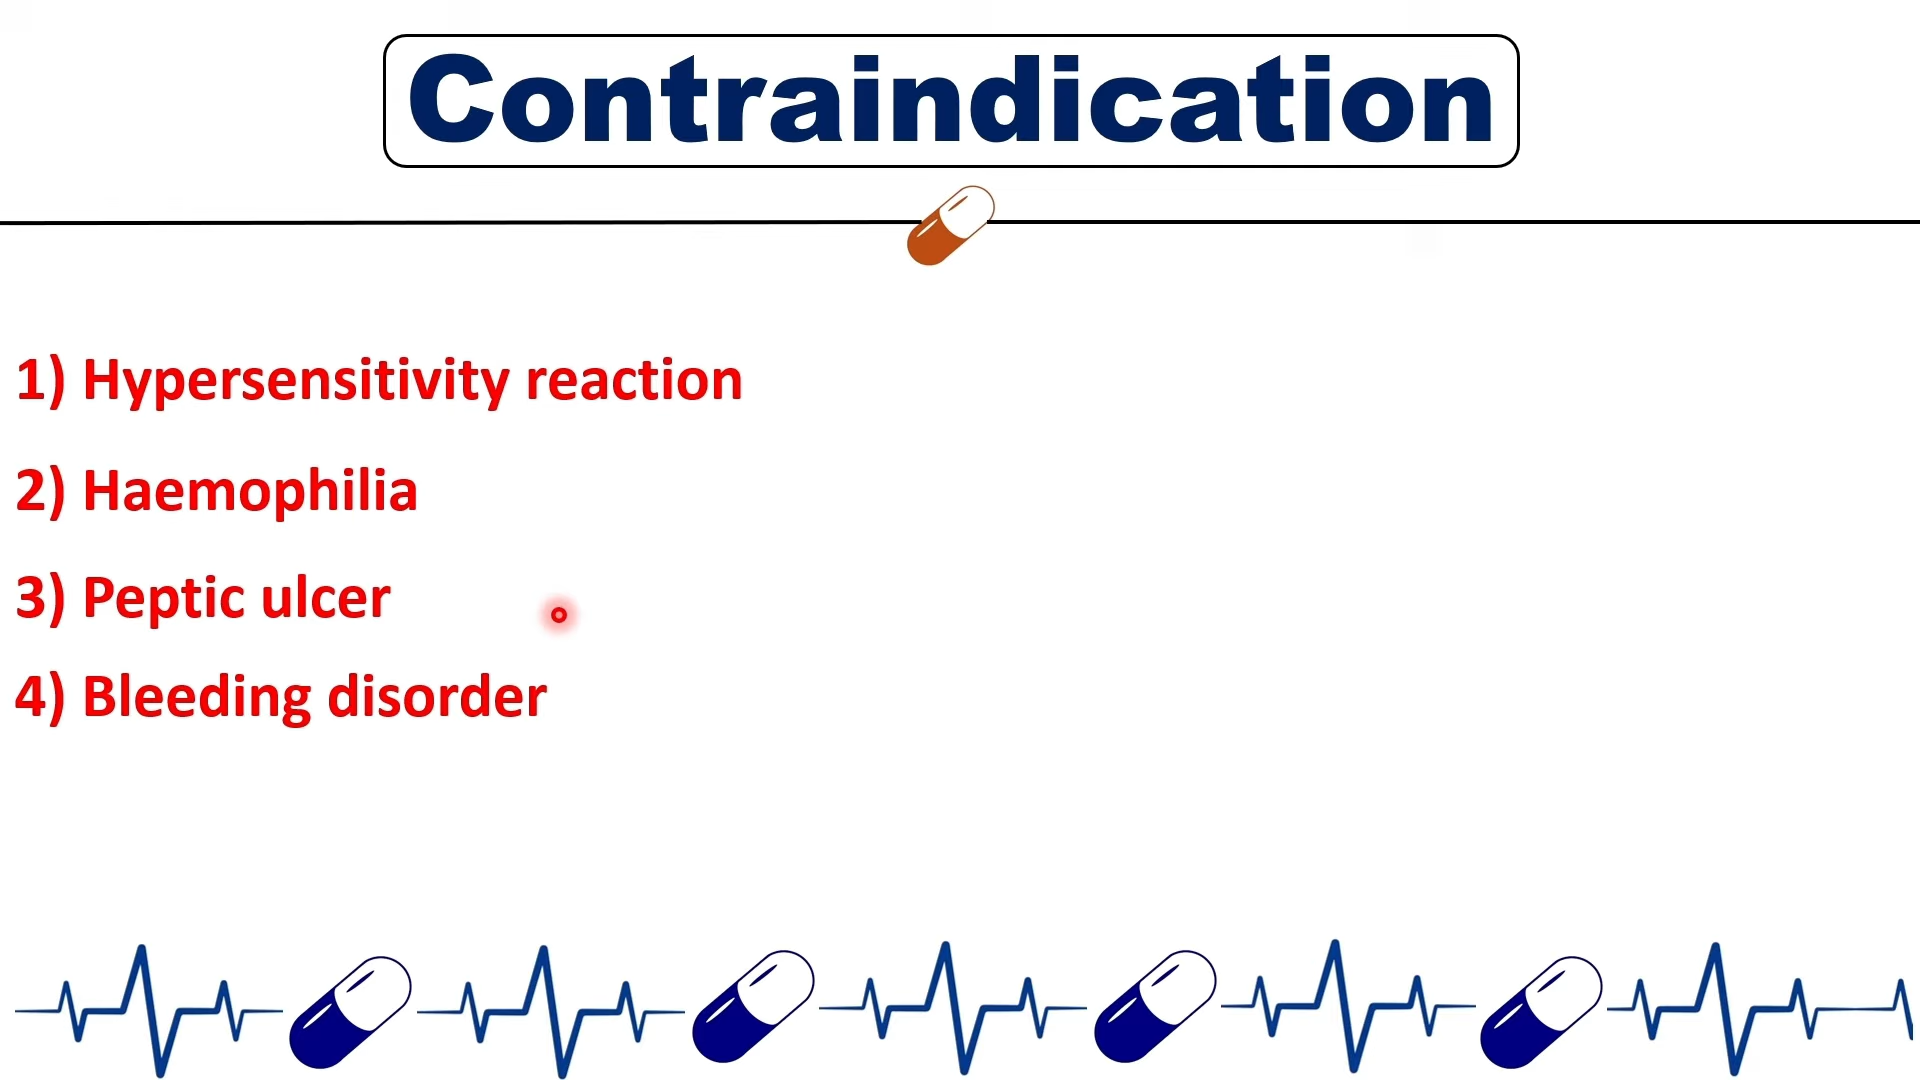 Contraindication
1) Hypersensitivity reaction
2) Haemophilia
3) Peptic ulcer
4) Bleeding disorder